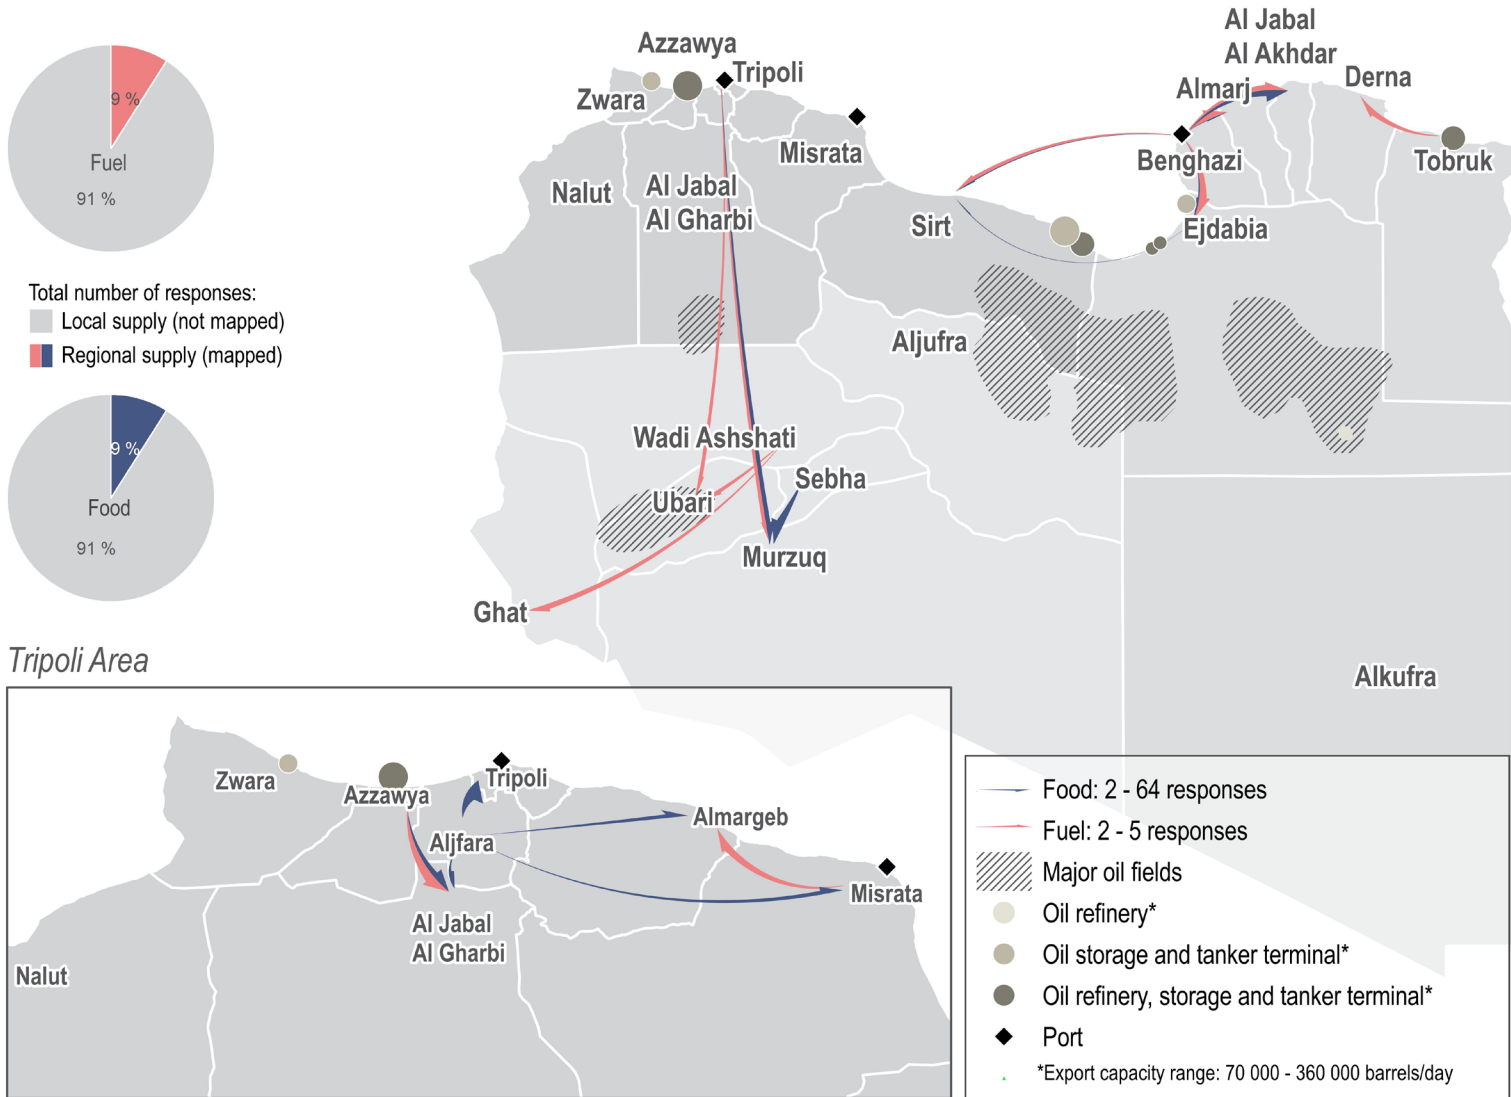 9 %
Fuel
91 %
Total number of responses:
Local supply (not mapped)
Regional supply (mapped)
9 %
Food
91 %
Azzawya
Tripoli
Zwara
Misrata
Nalut
Al Jabal
Al Gharbi
Al Jabal
Al Akhdar
Almarj
Derna
Benghazi
Tobruk
Sirt
Ejdabia
Aljufra
Wadi Ashshati
Sebha
Ubari
Murzuq
Ghat
Alkufra
Tripoli Area
Zwara
Azzawya
Tripoli
Aljfara
Almargeb
Misrata
Al Jabal
Al Gharbi
Nalut
Food: 2 - 64 responses
Fuel: 2 - 5 responses
Major oil fields
Oil refinery*
Oil storage and tanker terminal*
Oil refinery, storage and tanker terminal*
Port
*Export capacity range: 70 000 - 360 000 barrels/day